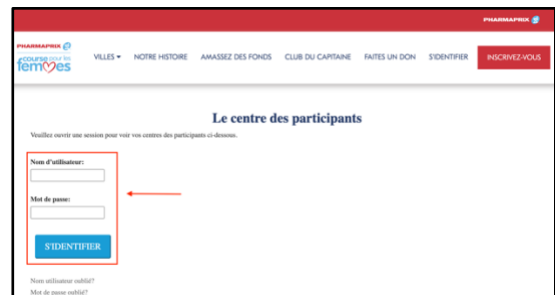 PHARMAPRIX
PHARMAPRIX
course pour les
femmes
VILLES NOTRE HISTOIRE AMASSEZ DES FONDS CLUB DU CAPITAINE FAITES UN DON S'IDENTIFIER INSCRIVEZ-VOUS
Le centre des participants
Veuillez ouvrir une session pour voir vos centres des participants ci-dessous.
Nom d'utilisateur:
Mot de passe:
S'IDENTIFIER
Nom utilisateur oublié?
Mot de passe oublié?